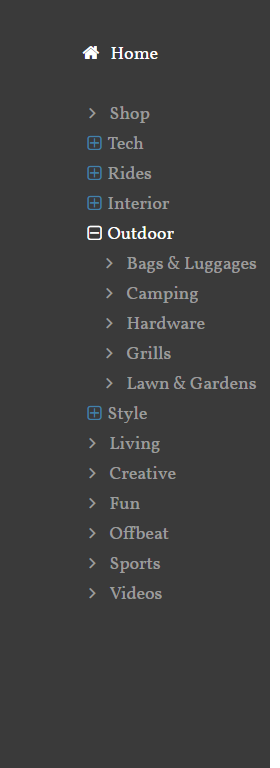 Home
Shop
Tech
Rides
Interior
Outdoor
Bags & Luggages
Camping
Hardware
Grills
Lawn & Gardens
Style
Living
Creative
Fun
Offbeat
Sports
Videos